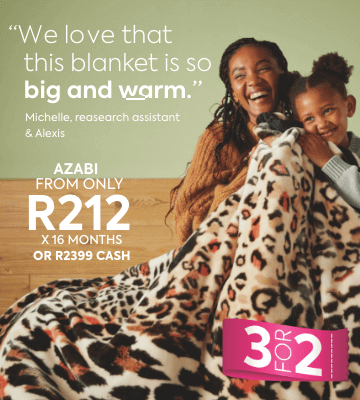 “We love that
this blanket is so
big and warm.”
Michelle, reasearch assistant
& Alexis
AZABI
FROM ONLY
R212
X 16 MONTHS
OR R2399 CASH
3 FOR 2